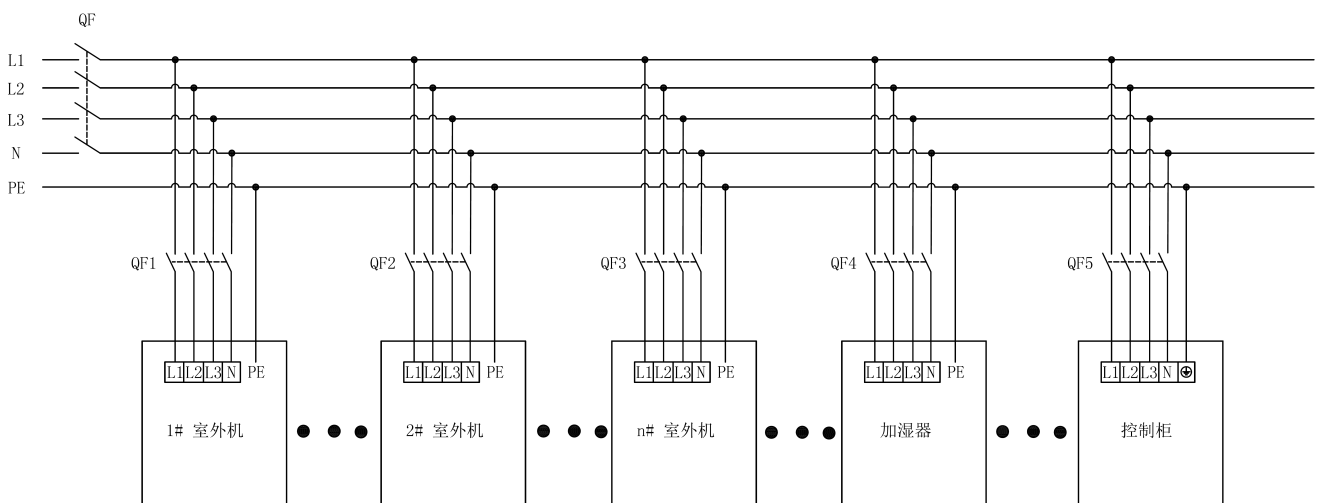 QF
L1
L2
L3
N
PE
QF1 QF2 QF3 QF4 QF5
L1 L2 L3 N PE L1 L2 L3 N PE L1 L2 L3 N PE L1 L2 L3 N PE L1 L2 L3 N
1# 室外机 2# 室外机 n# 室外机 加湿器 控制柜